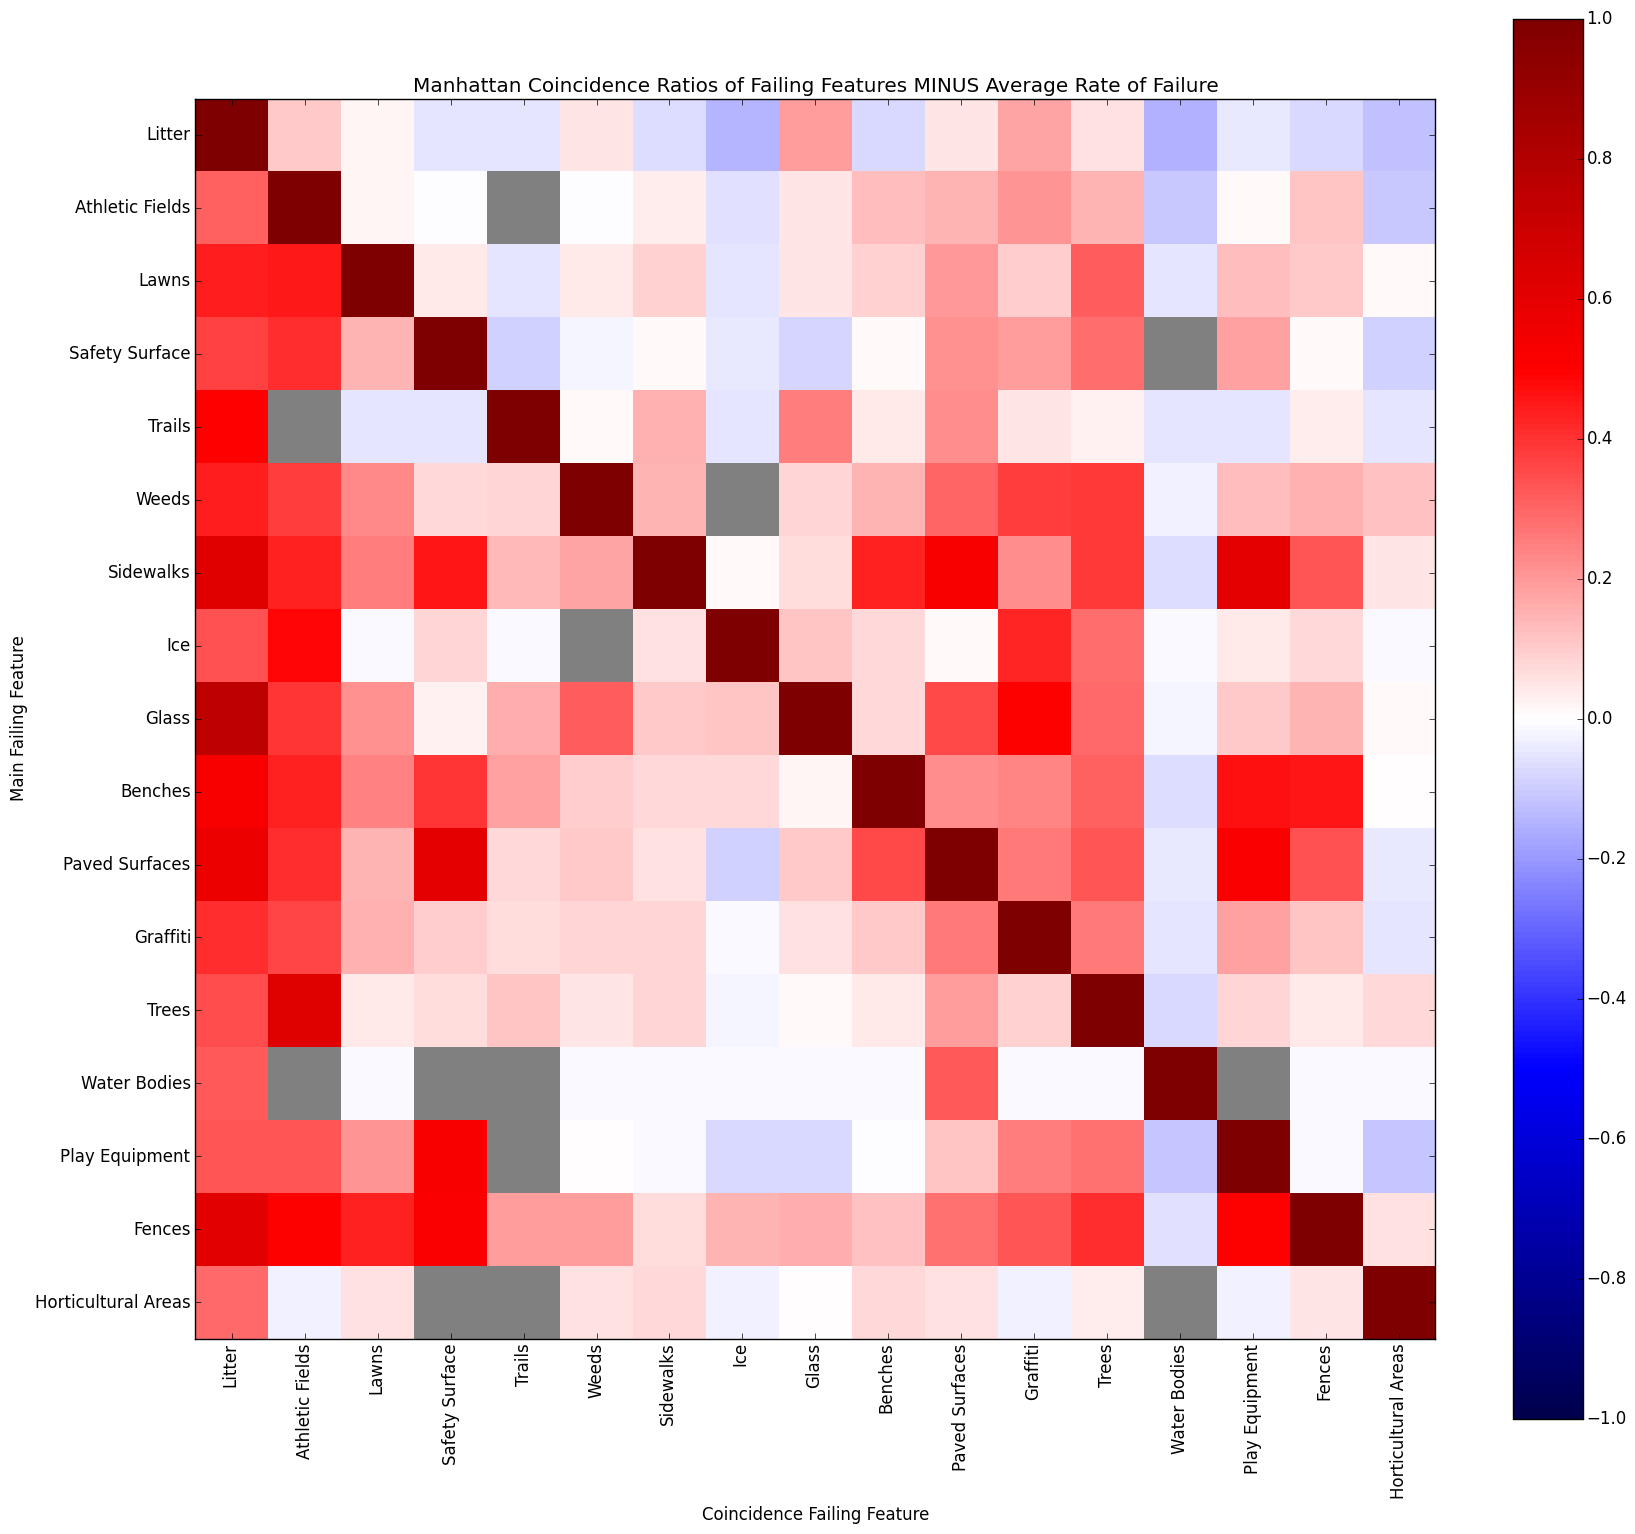 Manhattan Coincidence Ratios of Failing Features MINUS Average Rate of Failure
Main Failing Feature
Litter
Athletic Fields
Lawns
Safety Surface
Trails
Weeds
Sidewalks
Ice
Glass
Benches
Paved Surfaces
Graffiti
Trees
Water Bodies
Play Equipment
Fences
Horticultural Areas
Litter
Athletic Fields
Lawns
Safety Surface
Trails
Weeds
Sidewalks
Ice
Glass
Benches
Paved Surfaces
Graffiti
Trees
Water Bodies
Play Equipment
Fences
Horticultural Areas
Coincidence Failing Feature
1.0
0.8
0.6
0.4
0.2
0.0
−0.2
−0.4
−0.6
−0.8
−1.0